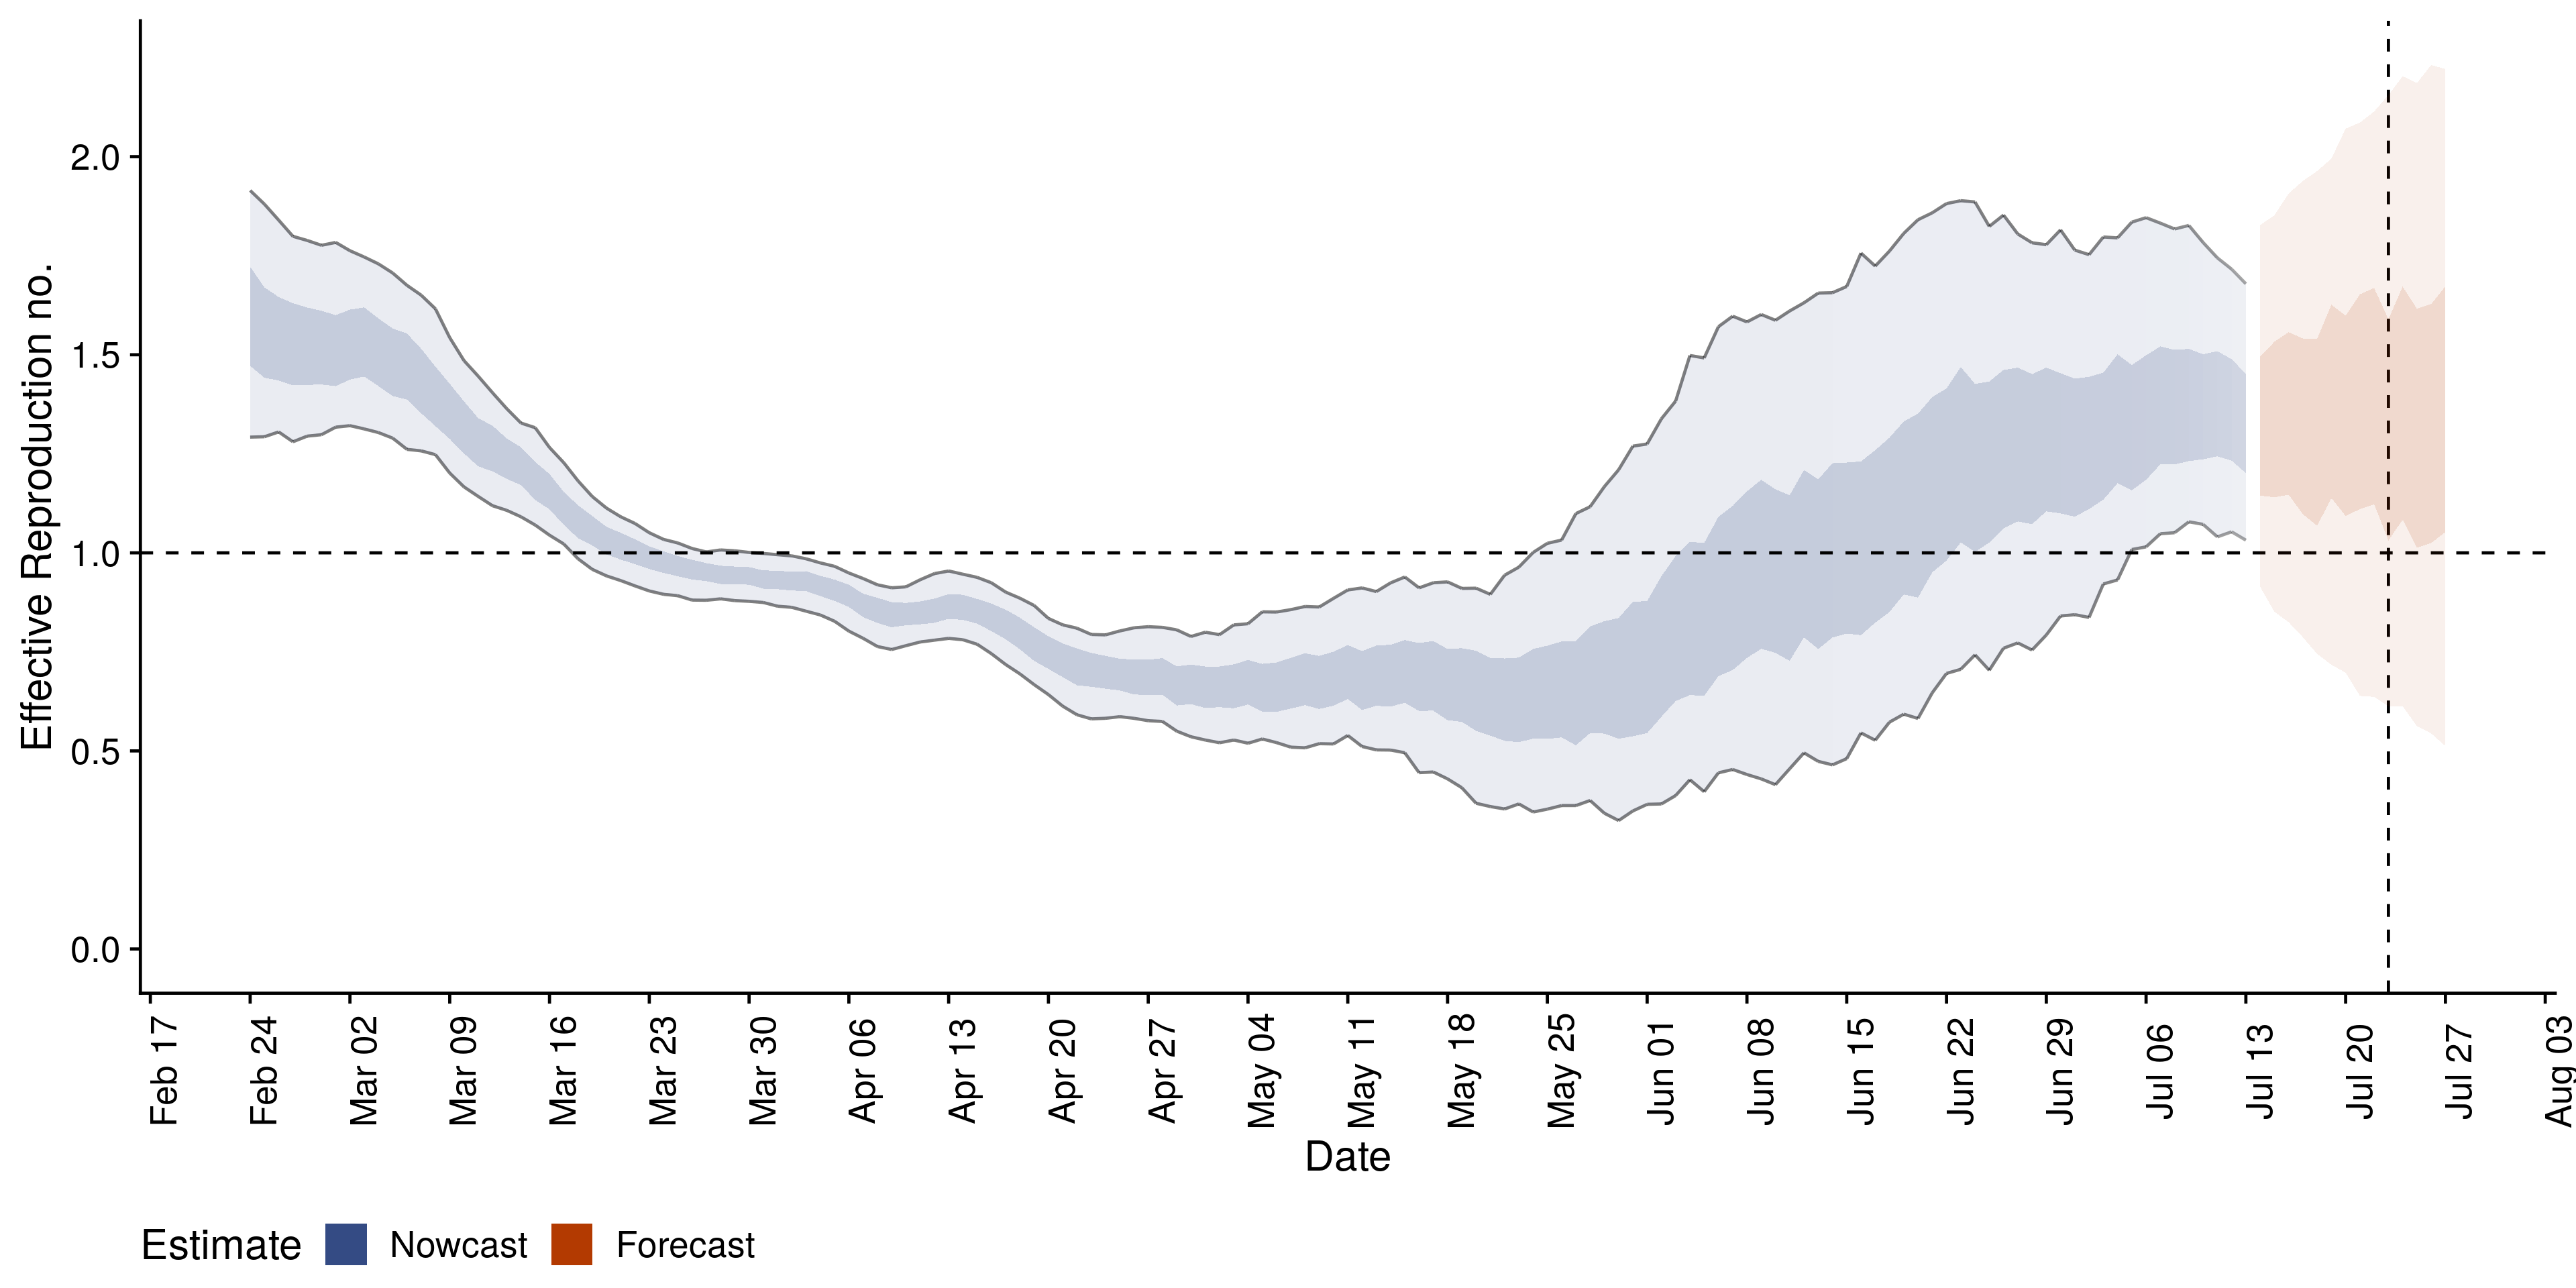 Effective Reproduction no.
2.0
1.5
1.0
0.5
0.0
Feb 17
Feb 24
Mar 02
Mar 09
Mar 16
Mar 23
Mar 30
Apr 06
Apr 13
Apr 20
Apr 27
May 04
May 11
May 18
May 25
Jun 01
Jun 08
Jun 15
Jun 22
Jun 29
Jul 06
Jul 13
Jul 20
Jul 27
Aug 03
Date
Estimate Nowcast Forecast